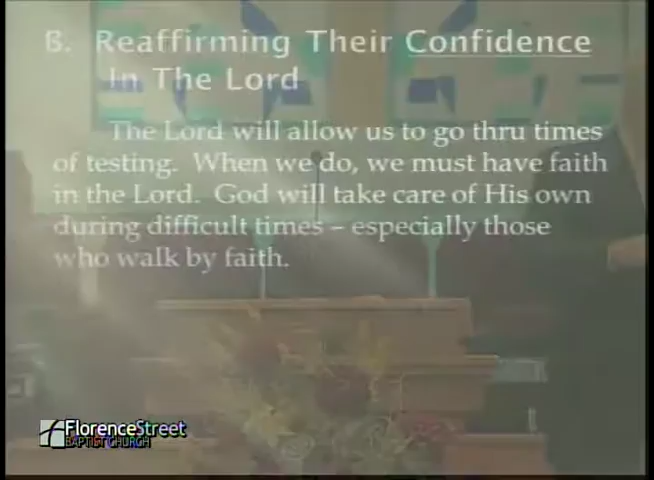 B. Reaffirming Their Confidence
In The Lord
The Lord will allow us to go thru times
of testing. When we do, we must have faith
in the Lord. God will take care of His own
during difficult times – especially those
who walk by faith.
FlorenceStreet
BAPTIST CHURCH